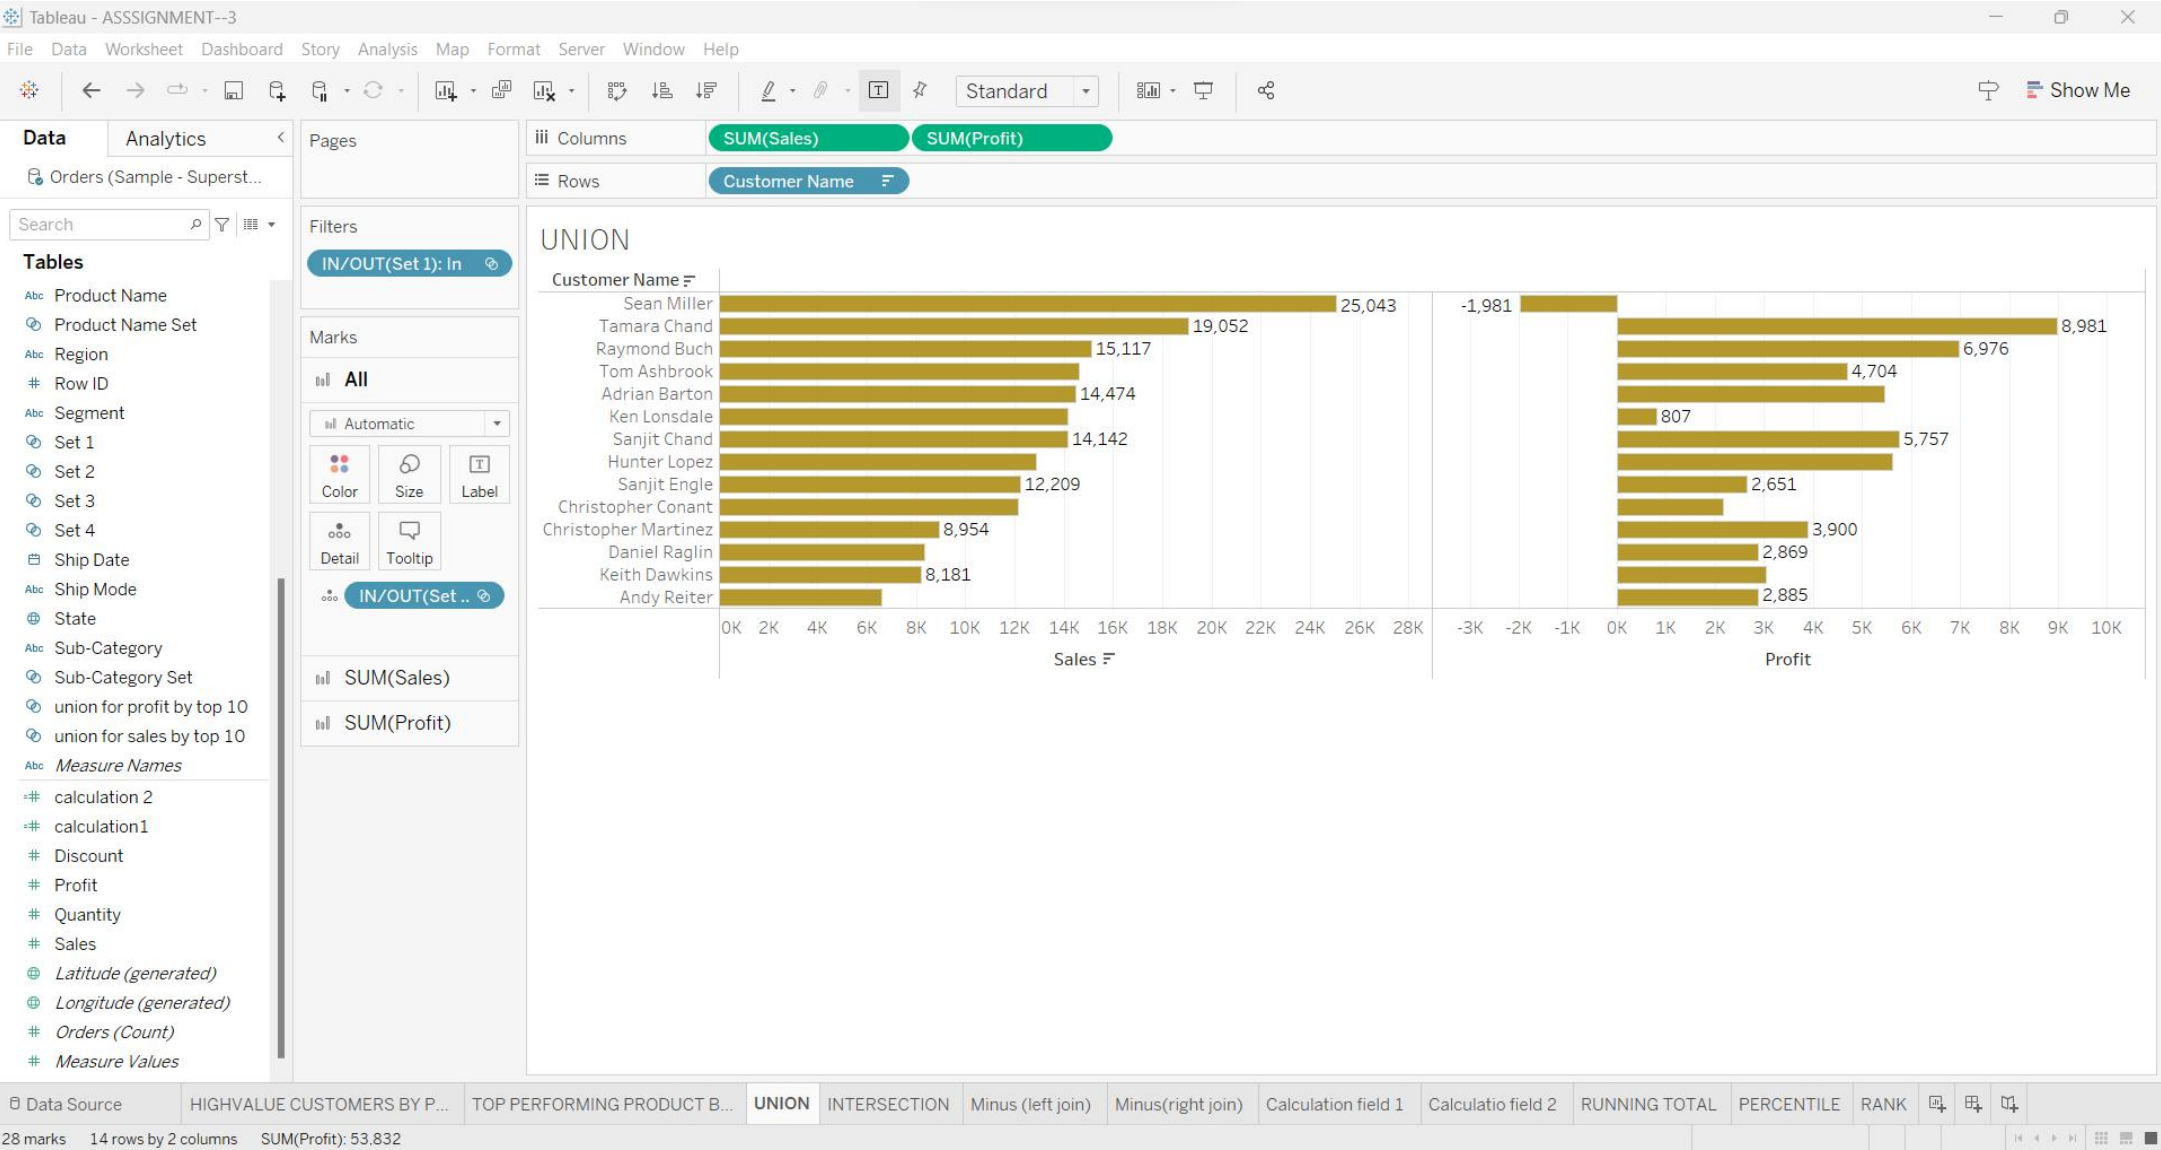 Tableau - ASSSIGNMENT--3
File Data Worksheet Dashboard Story Analysis Map Format Server Window Help
Standard
Show Me
Data Analytics
Orders (Sample - Superst...
Search
Tables
Abc Product Name
Product Name Set
Abc Region
# Row ID
Abc Segment
Set 1
Set 2
Set 3
Set 4
Ship Date
Abc Ship Mode
State
Abc Sub-Category
Sub-Category Set
union for profit by top 10
union for sales by top 10
Abc Measure Names
=# calculation 2
=# calculation1
# Discount
# Profit
# Quantity
# Sales
Latitude (generated)
Longitude (generated)
# Orders (Count)
# Measure Values
Pages
Filters
IN/OUT(Set 1): In
Marks
All
Automatic
Color Size Label
Detail Tooltip
IN/OUT(Set ..
SUM(Sales)
SUM(Profit)
Columns SUM(Sales) SUM(Profit)
Rows Customer Name
UNION
Customer Name
Sean Miller 25,043 -1,981
Tamara Chand 19,052 8,981
Raymond Buch 15,117 6,976
Tom Ashbrook 4,704
Adrian Barton 14,474
Ken Lonsdale 807
Sanjit Chand 14,142 5,757
Hunter Lopez
Sanjit Engle 12,209 2,651
Christopher Conant
Christopher Martinez 8,954 3,900
Daniel Raglin 2,869
Keith Dawkins 8,181
Andy Reiter 2,885
0K 2K 4K 6K 8K 10K 12K 14K 16K 18K 20K 22K 24K 26K 28K -3K -2K -1K 0K 1K 2K 3K 4K 5K 6K 7K 8K 9K 10K
Sales Profit
Data Source HIGHVALUE CUSTOMERS BY P... TOP PERFORMING PRODUCT B... UNION INTERSECTION Minus (left join) Minus(right join) Calculation field 1 Calculatio field 2 RUNNING TOTAL PERCENTILE RANK
28 marks 14 rows by 2 columns SUM(Profit): 53,832